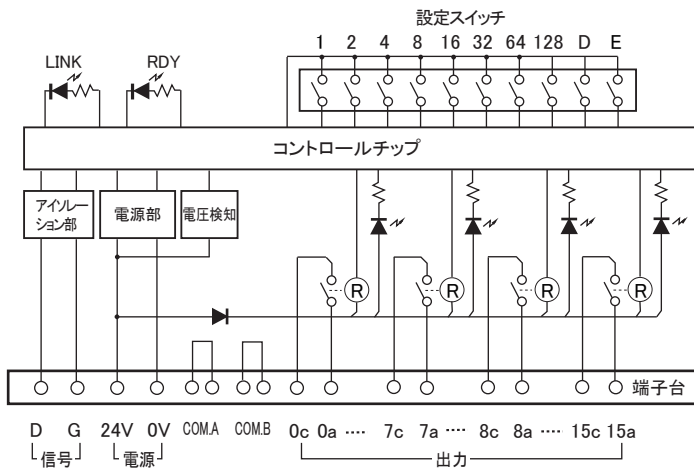 設定スイッチ
1 2 4 8 16 32 64 128 D E
LINK RDY
コントロールチップ
アイソレー
ション部
電源部
電圧検知
R R R R
端子台
D G 24V 0V COM.A COM.B 0c 0a ···· 7c 7a ···· 8c 8a ···· 15c 15a
信号 電源 出力